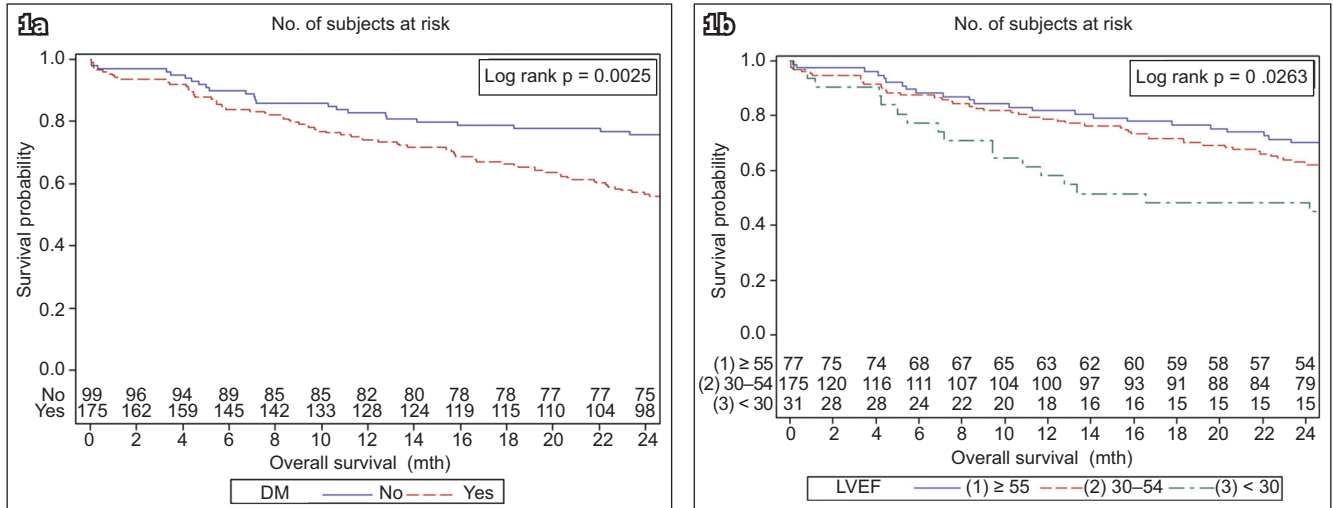 1a
No. of subjects at risk
Log rank p = 0.0025
Survival probability
1.0
0.8
0.6
0.4
0.2
0.0
No 99 96 94 89 85 85 82 80 78 78 77 77 75
Yes 175 162 159 145 142 133 128 124 119 115 110 104 98
0 2 4 6 8 10 12 14 16 18 20 22 24
Overall survival (mth)
DM No Yes
1b
No. of subjects at risk
Log rank p = 0 .0263
Survival probability
1.0
0.8
0.6
0.4
0.2
0.0
(1) ≥ 55 77 75 74 68 67 65 63 62 60 59 58 57 54
(2) 30–54 175 120 116 111 107 104 100 97 93 91 88 84 79
(3) < 30 31 28 28 24 22 20 18 16 16 15 15 15 15
0 2 4 6 8 10 12 14 16 18 20 22 24
Overall survival (mth)
LVEF (1) ≥ 55 (2) 30–54 (3) < 30